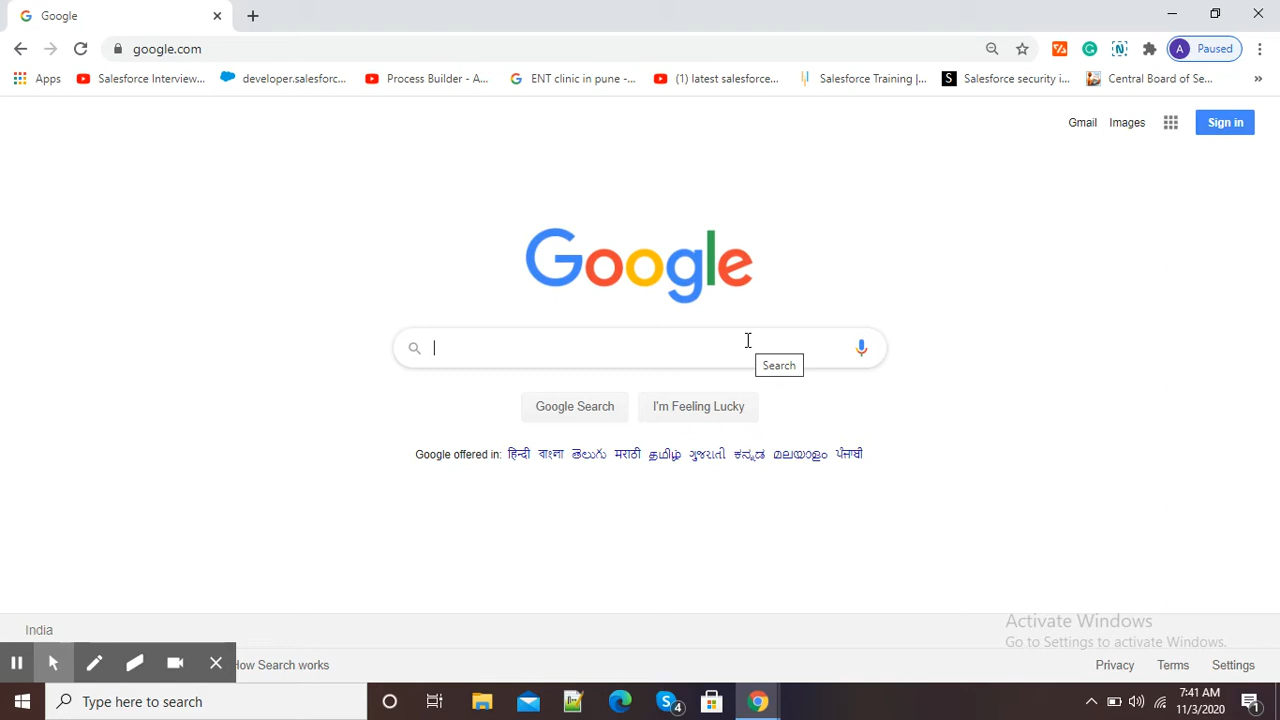 Google
google.com
Paused
Apps Salesforce Interview... developer.salesforc... Process Builder - A... ENT clinic in pune -... (1) latest salesforce... Salesforce Training |... Salesforce security i... Central Board of Se... »
Gmail Images Sign in
Google
Search
Google Search I'm Feeling Lucky
Google offered in: हिन्दी বাংলা తెలుగు मराठी தமிழ் ગુજરાતી ಕನ್ನಡ മലയാളം ਪੰਜਾਬੀ
Activate Windows
India
Go to Settings to activate Windows.
How Search works Privacy Terms Settings
Type here to search
4
7:41 AM
11/3/2020
1